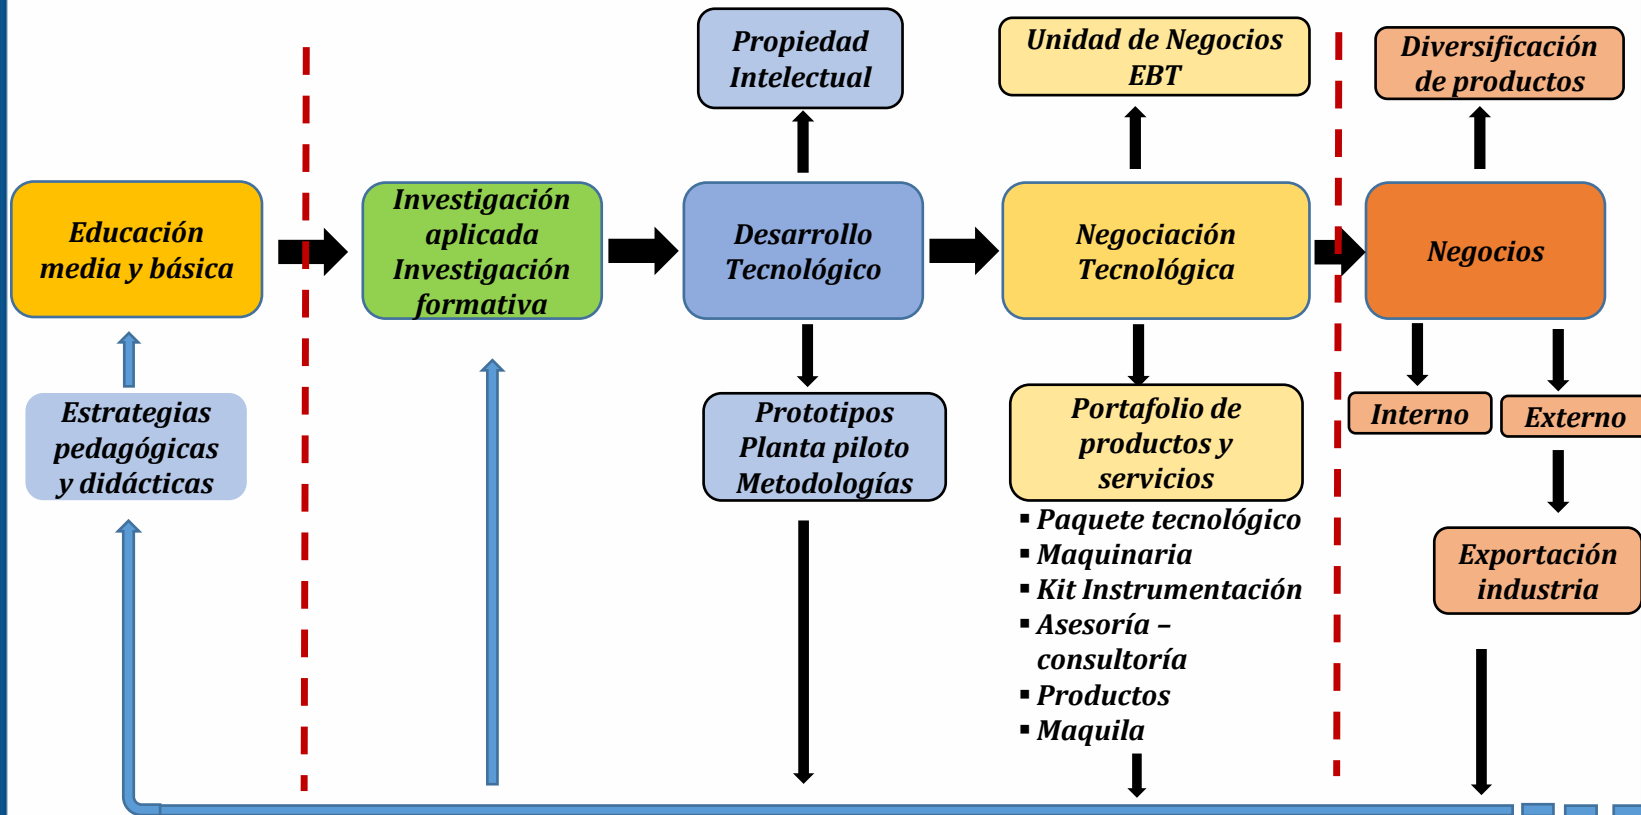 Propiedad
Intelectual
Unidad de Negocios
EBT
Diversificación
de productos
Educación
media y básica
Investigación
aplicada
Investigación
formativa
Desarrollo
Tecnológico
Negociación
Tecnológica
Negocios
Estrategias
pedagógicas
y didácticas
Prototipos
Planta piloto
Metodologías
Portafolio de
productos y
servicios
Interno
Externo
▪ Paquete tecnológico
▪ Maquinaria
▪ Kit Instrumentación
▪ Asesoría –
consultoría
▪ Productos
▪ Maquila
Exportación
industria